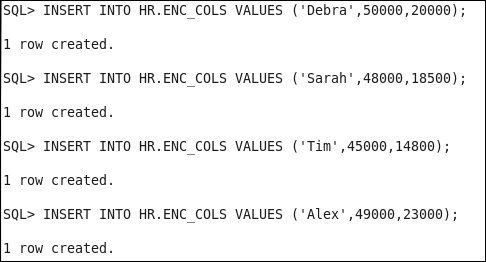 SQL> INSERT INTO HR.ENC_COLS VALUES ('Debra',50000,20000);
1 row created.
SQL> INSERT INTO HR.ENC_COLS VALUES ('Sarah',48000,18500);
1 row created.
SQL> INSERT INTO HR.ENC_COLS VALUES ('Tim',45000,14800);
1 row created.
SQL> INSERT INTO HR.ENC_COLS VALUES ('Alex',49000,23000);
1 row created.